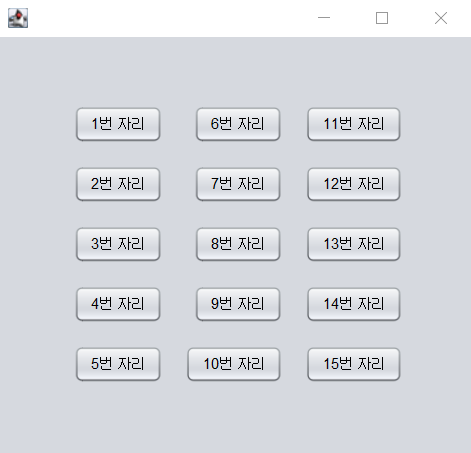 1번 자리 6번 자리 11번 자리
2번 자리 7번 자리 12번 자리
3번 자리 8번 자리 13번 자리
4번 자리 9번 자리 14번 자리
5번 자리 10번 자리 15번 자리